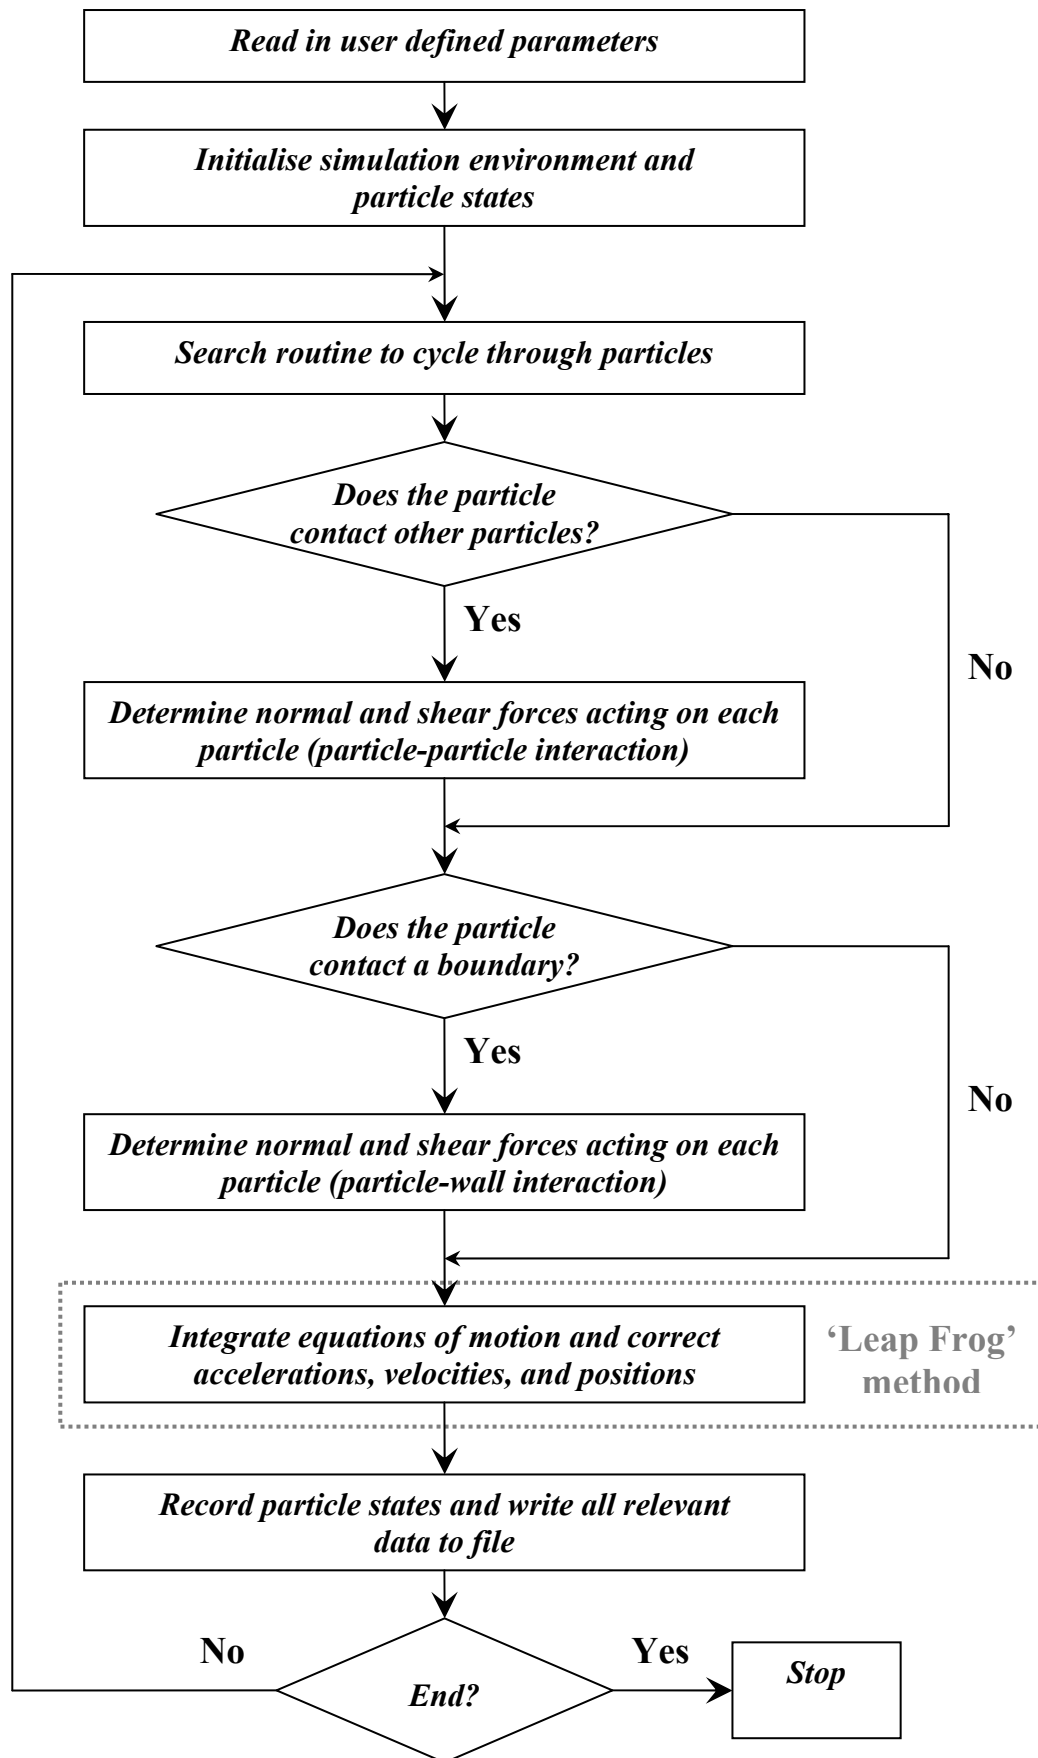 Read in user defined parameters
Initialise simulation environment and
particle states
Search routine to cycle through particles
Does the particle
contact other particles?
Yes
No
Determine normal and shear forces acting on each
particle (particle-particle interaction)
Does the particle
contact a boundary?
Yes
No
Determine normal and shear forces acting on each
particle (particle-wall interaction)
Integrate equations of motion and correct
accelerations, velocities, and positions
‘Leap Frog’
method
Record particle states and write all relevant
data to file
No
Yes
End?
Stop